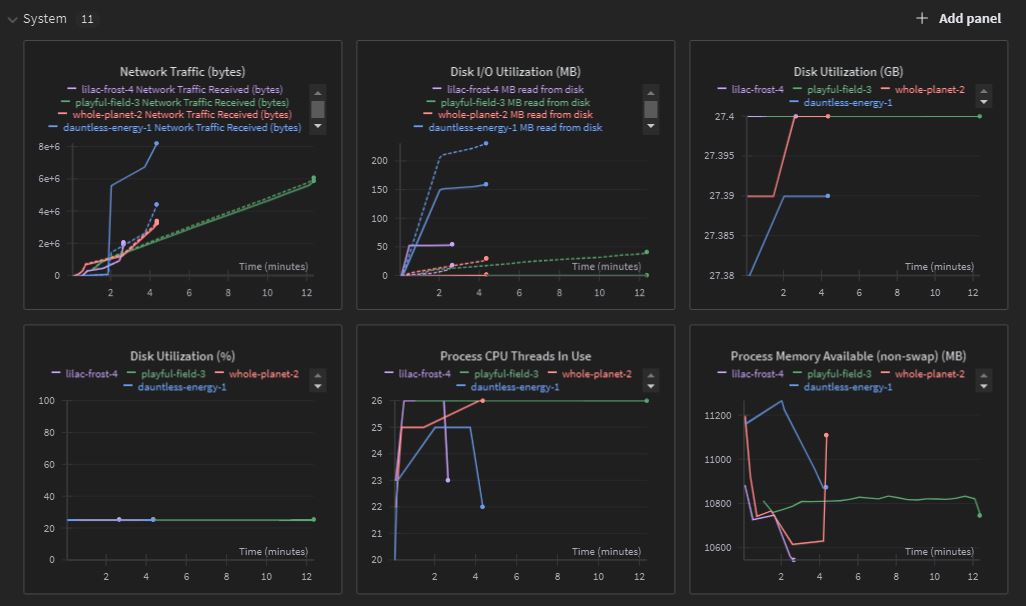 System 11
+ Add panel
Network Traffic (bytes)
lilac-frost-4 Network Traffic Received (bytes)
playful-field-3 Network Traffic Received (bytes)
whole-planet-2 Network Traffic Received (bytes)
dauntless-energy-1 Network Traffic Received (bytes)
8e+6
6e+6
4e+6
2e+6
0
Time (minutes)
2 4 6 8 10 12
Disk I/O Utilization (MB)
lilac-frost-4 MB read from disk
playful-field-3 MB read from disk
whole-planet-2 MB read from disk
dauntless-energy-1 MB read from disk
200
150
100
50
0
Time (minutes)
2 4 6 8 10 12
Disk Utilization (GB)
lilac-frost-4 playful-field-3 whole-planet-2
dauntless-energy-1
27.4
27.395
27.39
27.385
27.38
Time (minutes)
2 4 6 8 10 12
Disk Utilization (%)
lilac-frost-4 playful-field-3 whole-planet-2
dauntless-energy-1
100
80
60
40
20
0
Time (minutes)
2 4 6 8 10 12
Process CPU Threads In Use
lilac-frost-4 playful-field-3 whole-planet-2
dauntless-energy-1
26
25
24
23
22
21
20
Time (minutes)
2 4 6 8 10 12
Process Memory Available (non-swap) (MB)
lilac-frost-4 playful-field-3 whole-planet-2
dauntless-energy-1
11200
11000
10800
10600
Time (minutes)
2 4 6 8 10 12